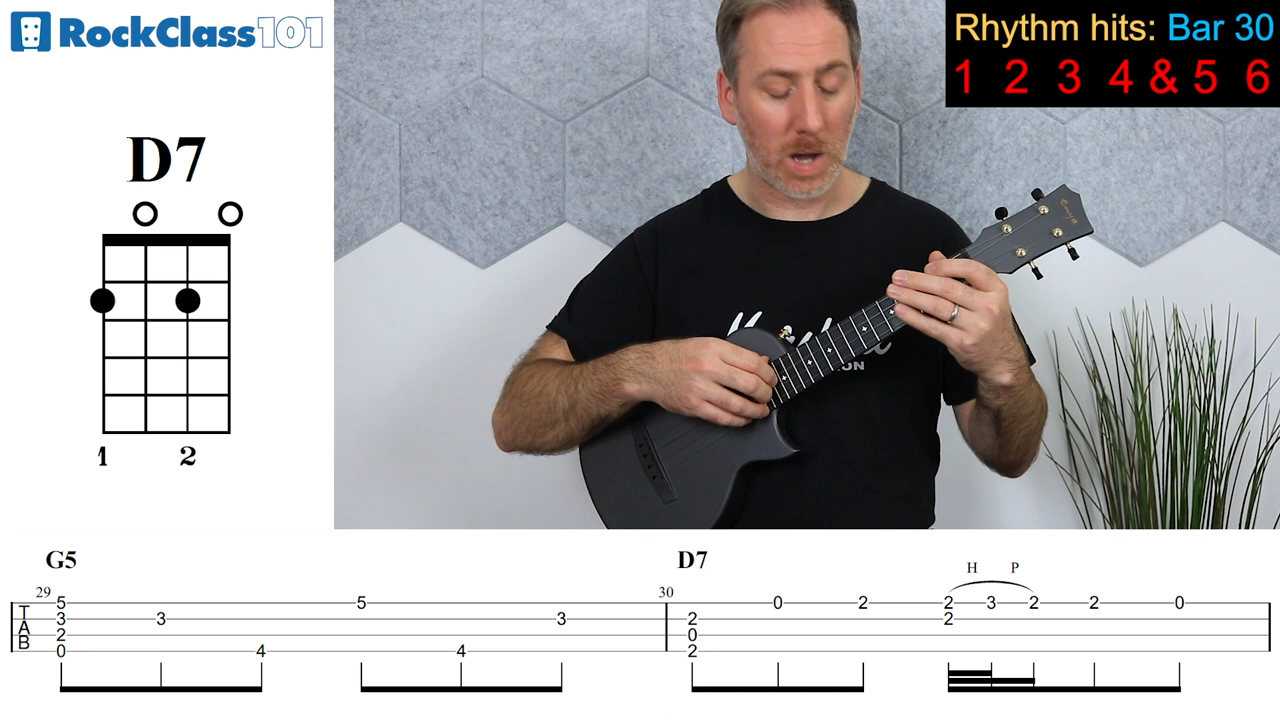 RockClass101
Rhythm hits: Bar 30
1 2 3 4 & 5 6
D7
1 2
ON
G5 D7
H P
29 30
5 5 0 2 2 3 2 2 0
T 3 3 3 2 2
A 2 0
B 0 4 4 2